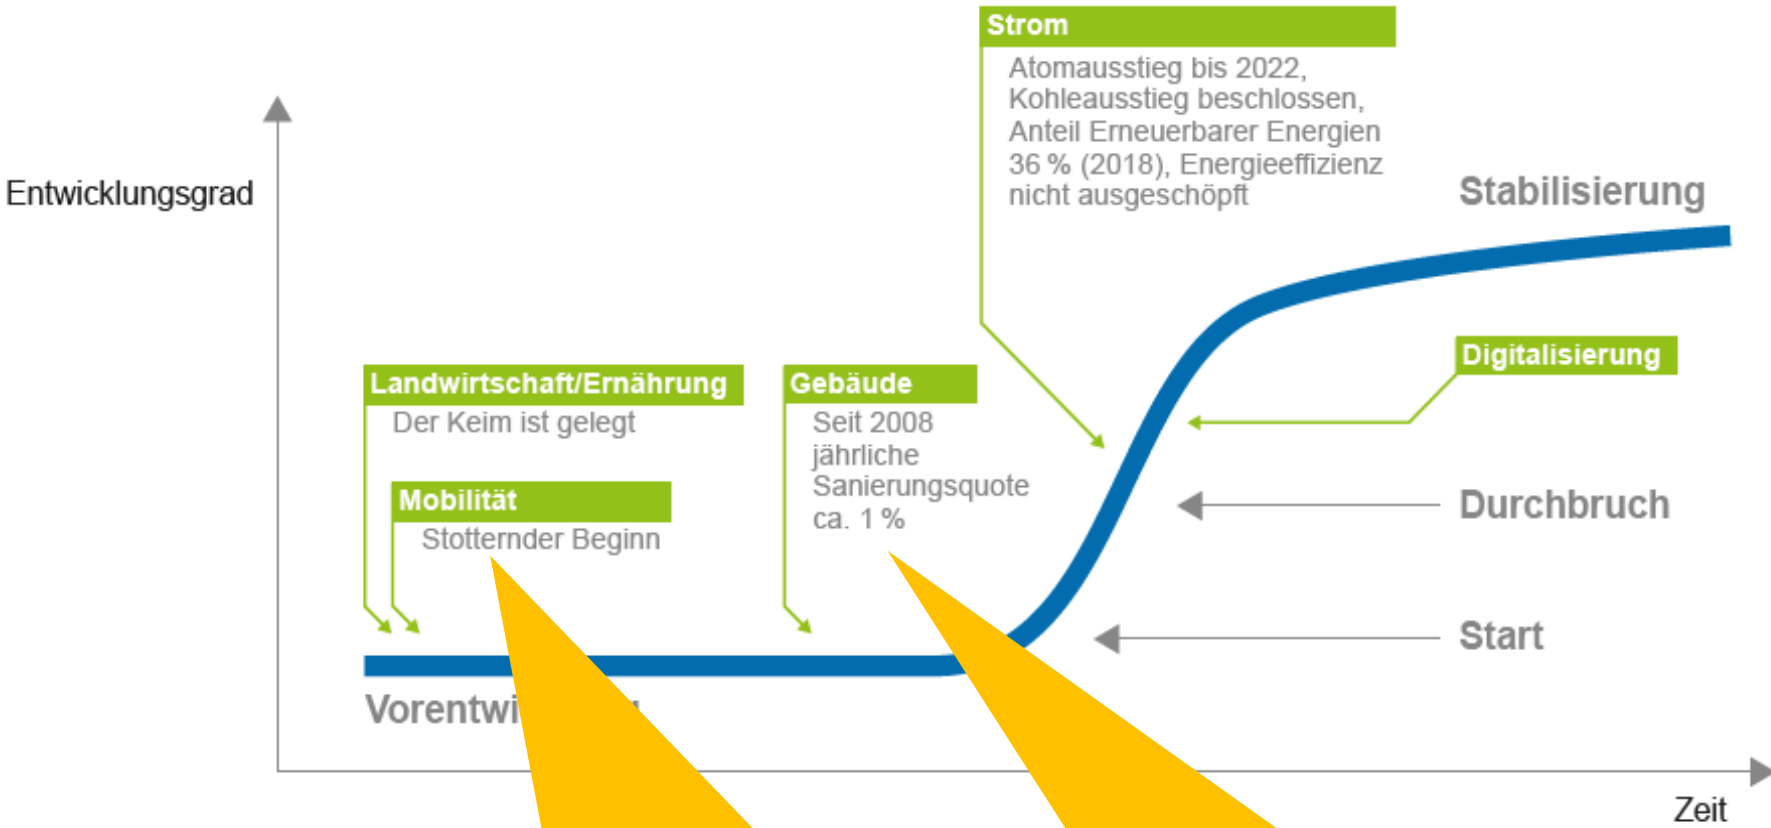 Strom
Atomausstieg bis 2022,
Kohleausstieg beschlossen,
Anteil Erneuerbarer Energien
36 % (2018), Energieeffizienz
nicht ausgeschöpft
Entwicklungsgrad
Stabilisierung
Digitalisierung
Landwirtschaft/Ernährung
Der Keim ist gelegt
Gebäude
Seit 2008
jährliche
Sanierungsquote
ca. 1 %
Mobilität
Stotternder Beginn
Durchbruch
Start
Zeit